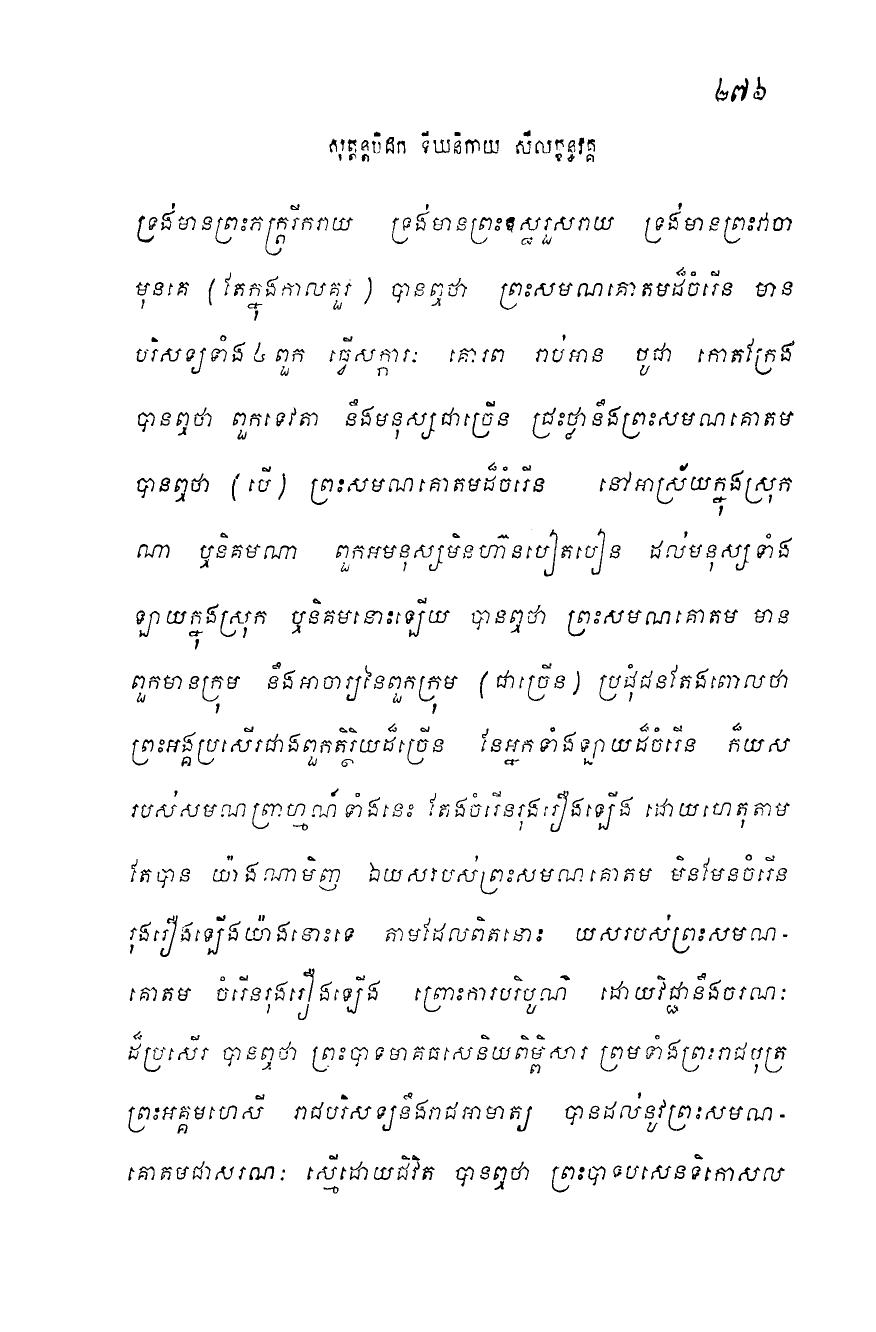 ២៧៦
សុត្តន្តបិដក ទីឃនិកាយ សីលក្ខន្ធវគ្គ
ទ្រង់មានព្រះភក្ត្ររីករាយ ទ្រង់មានព្រះឫស្សរួសរាយ ទ្រង់មានព្រះវាចា
មុនគេ (តែក្នុងកាលគួរ) បានឮថា ព្រះសមណគោតមដ៏ចំរើន មាន
បរិសទ្យទាំង៤ពួក ធ្វើសក្ការៈ គោរព រាប់អាន បូជា កោតក្រែង
បានឮថា ពួកទេវតា នឹងមនុស្សជាច្រើន ជ្រះថ្លានឹងព្រះសមណគោតម
បានឮថា (បើ) ព្រះសមណគោតមដ៏ចំរើន នៅអាស្រ័យក្នុងស្រុក
ណា ឬនិគមណា ពួកអមនុស្សមិនហ៊ានបៀតបៀន ដល់មនុស្សទាំង
ឡាយក្នុងស្រុក ឬនិគមនោះឡើយ បានឮថា ព្រះសមណគោតម មាន
ពួកមានក្រុម នឹងអាចារ្យនៃពួកក្រុម (ជាច្រើន) ប្រជុំជនតែងពោលថា
ព្រះអង្គប្រសើរជាងពួកតិរ្ថិយដ៏ច្រើន នែអ្នកទាំងឡាយដ៏ចំរើន ក៏យស
របស់សមណព្រាហ្មណ៍ទាំងនេះ តែងចំរើនរុងរឿងឡើង ដោយហេតុតាម
តែបាន យ៉ាងណាមិញ ឯយសរបស់ព្រះសមណគោតម មិនមែនចំរើន
រុងរឿងឡើងយ៉ាងនោះទេ តាមដែលពិតនោះ យសរបស់ព្រះសមណ-
គោតម ចំរើនរុងរឿងឡើង ព្រោះការបរិបូណ៌ ដោយវិជ្ជានឹងចរណៈ
ដ៏ប្រសើរ បានឮថា ព្រះបាទមាគធសេនិយពិម្ពិសារ ព្រមទាំងព្រះរាជបុត្រ
ព្រះអគ្គមហេសី រាជបរិសទ្យនឹងរាជអាមាត្យ បានដល់នូវព្រះសមណ-
គោតមជាសរណៈ ស្មើដោយជិវិត បានឮថា ព្រះបាទបសេនទិកោសល